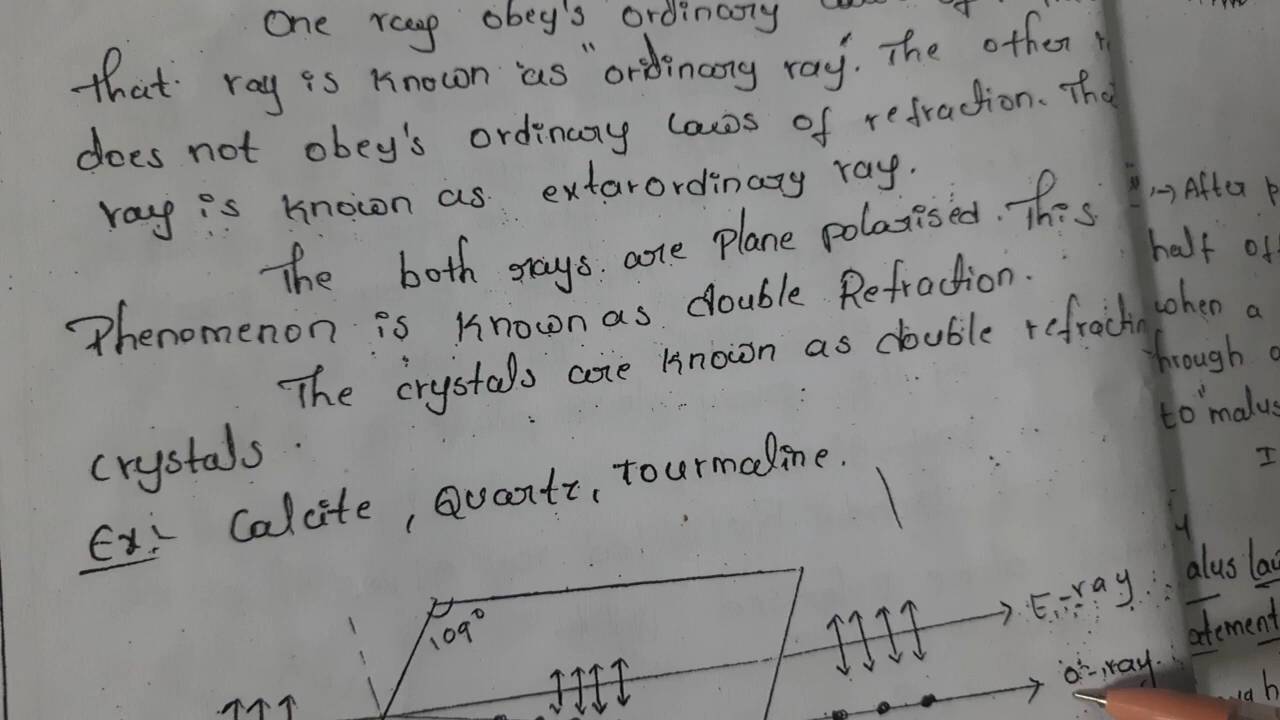 One ray obey's ordinary
that ray is known as "ordinary ray". The other
does not obey's ordinary laws of refraction.
ray is known as extarordinary ray.
The both rays are plane polarised. This
Phenomenon is known as double Refraction.
The crystals are known as double refractin
crystals.
Ex:- Calcite, Quartz, Tourmaline.
109°
E-ray
O-ray
After
half of
when a
through
to "malus
I
alus law
atement